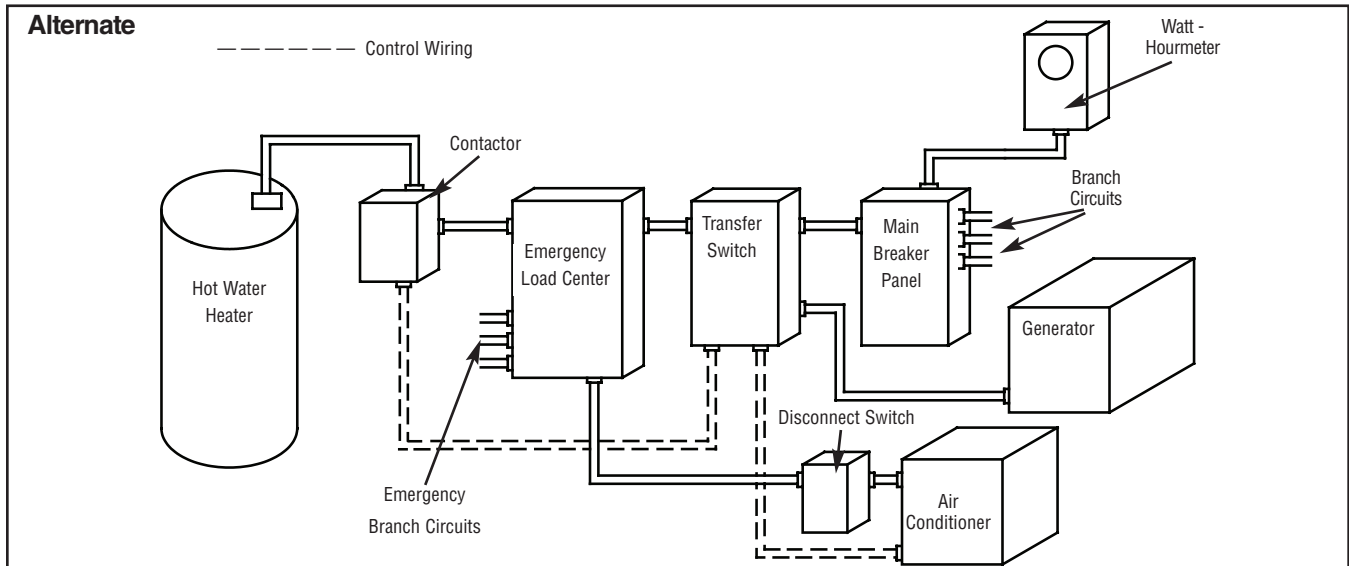 Alternate
Control Wiring
Watt -
Hourmeter
Contactor
Branch
Circuits
Transfer
Switch
Main
Breaker
Panel
Emergency
Load Center
Hot Water
Heater
Generator
Disconnect Switch
Emergency
Branch Circuits
Air
Conditioner